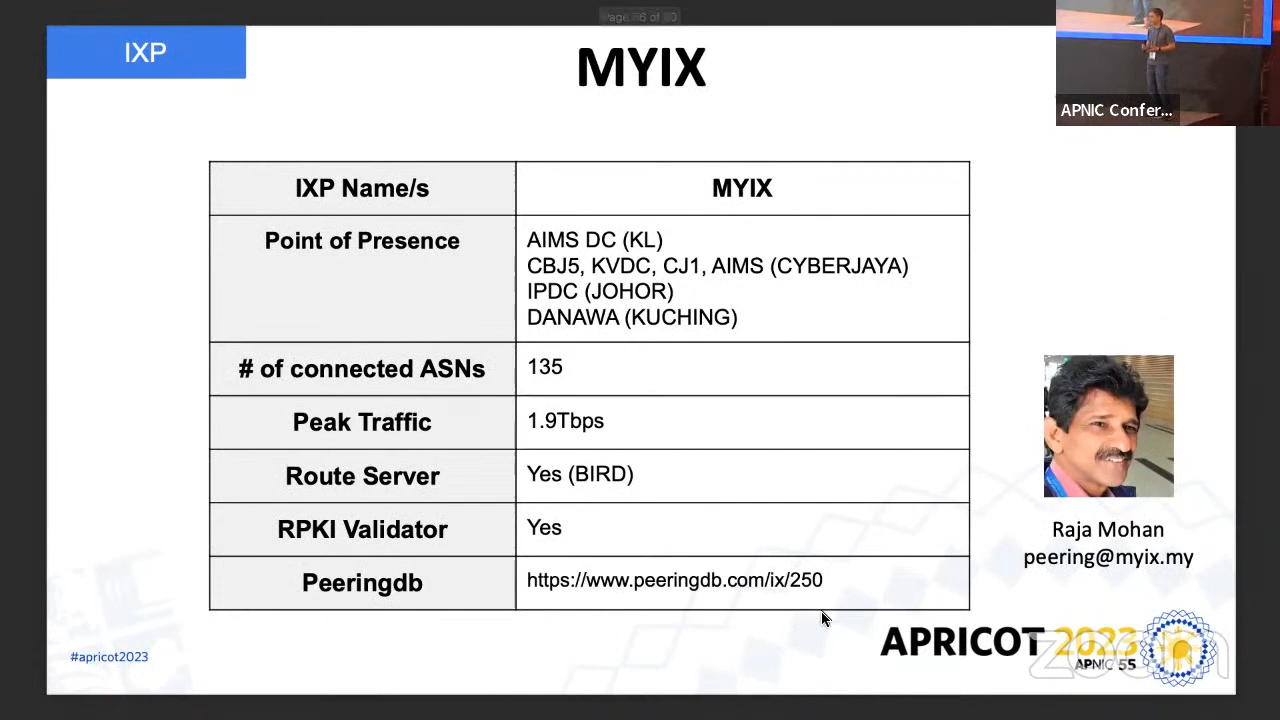 IXP
MYIX
APNIC Confer...
IXP Name/s
MYIX
Point of Presence
AIMS DC (KL)
CBJ5, KVDC, CJ1, AIMS (CYBERJAYA)
IPDC (JOHOR)
DANAWA (KUCHING)
# of connected ASNs
135
Peak Traffic
1.9Tbps
Route Server
Yes (BIRD)
RPKI Validator
Yes
Peeringdb
https://www.peeringdb.com/ix/250
Raja Mohan
peering@myix.my
APRICOT 2023
APNIC 55
zoom
#apricot2023